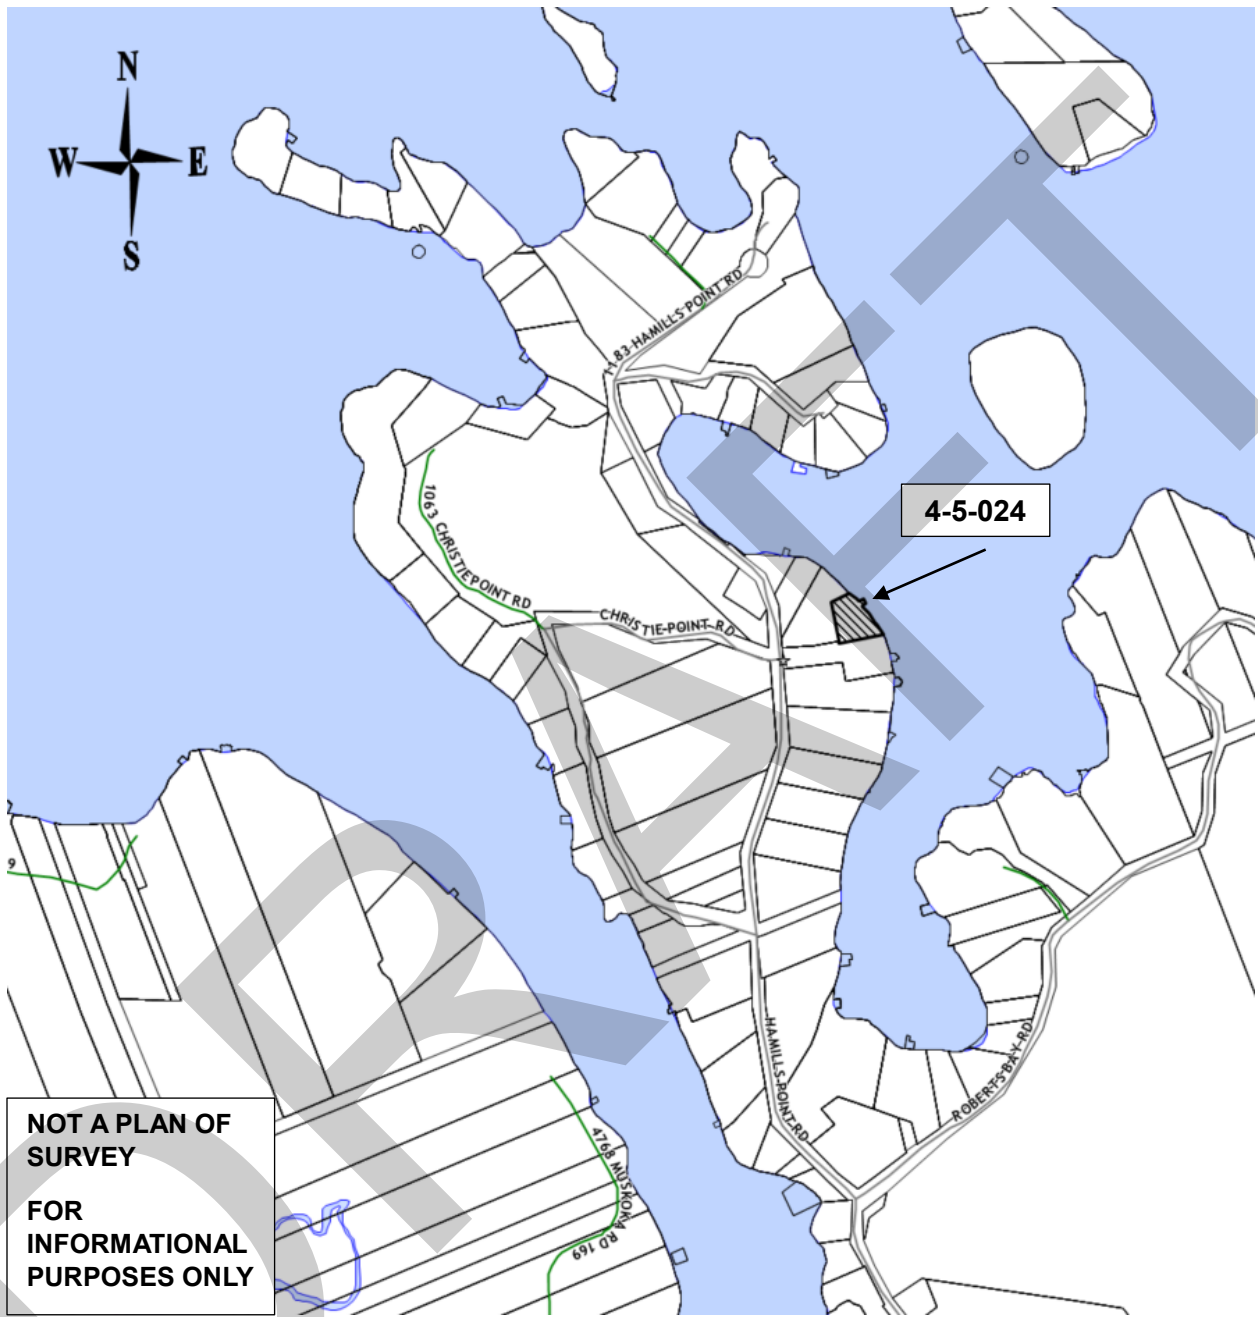 N
W E
S
1183 HAMILLS POINT RD
4-5-024
1063 CHRISTIEPOINT RD
CHRISTIE POINT RD
9
HAMILLS POINT RD
ROBERTS BAY RD
4768 MUSKOKA RD 169
NOT A PLAN OF
SURVEY
FOR
INFORMATIONAL
PURPOSES ONLY
DRAFT